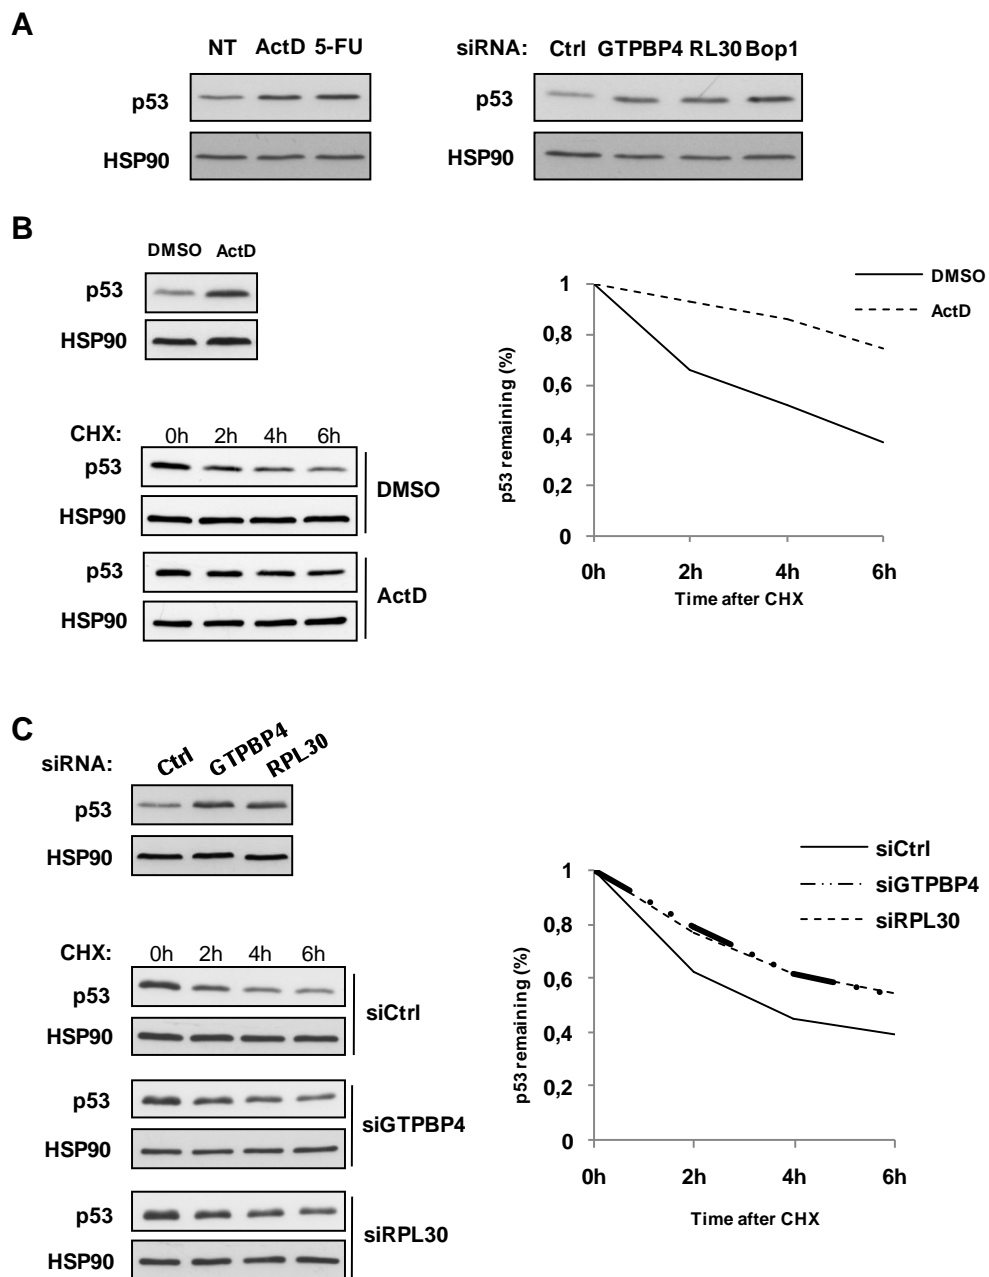 A
NT ActD 5-FU
p53
HSP90
siRNA: Ctrl GTPBP4 RL30 Bop1
p53
HSP90
B
DMSO ActD
p53
HSP90
CHX: 0h 2h 4h 6h
p53
HSP90
DMSO
p53
HSP90
ActD
DMSO
ActD
p53 remaining (%)
1
0,8
0,6
0,4
0,2
0
0h 2h 4h 6h
Time after CHX
C
siRNA: Ctrl GTPBP4 RPL30
p53
HSP90
CHX: 0h 2h 4h 6h
p53
HSP90
siCtrl
p53
HSP90
siGTPBP4
p53
HSP90
siRPL30
siCtrl
siGTPBP4
siRPL30
p53 remaining (%)
1
0,8
0,6
0,4
0,2
0
0h 2h 4h 6h
Time after CHX